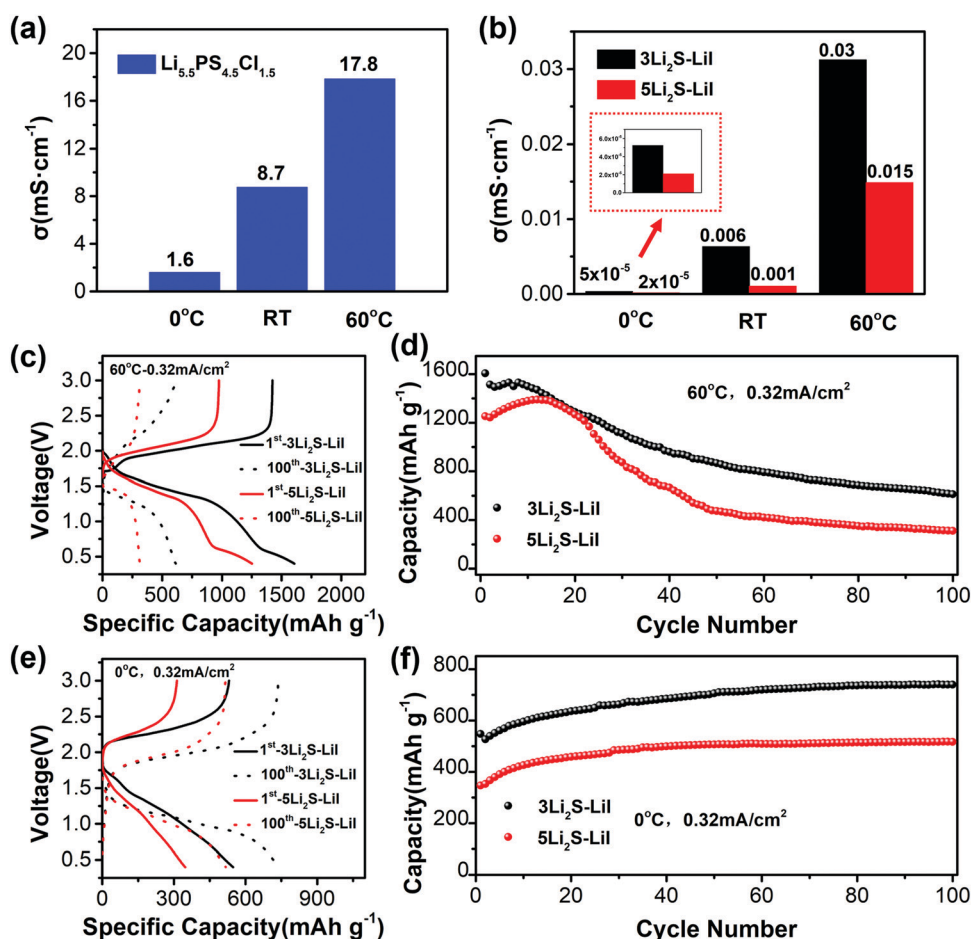 (a)
Li5.5PS4.5Cl1.5
σ(mS·cm⁻¹)
20
16
12
8
4
0
1.6
8.7
17.8
0°C
RT
60°C
(b)
3Li2S-LiI
5Li2S-LiI
σ(mS·cm⁻¹)
0.03
0.02
0.01
0.00
0.03
0.015
0.006
0.001
5x10⁻⁵
2x10⁻⁵
4.0x10⁻⁵
0.0
0°C
RT
60°C
(c)
60°C-0.32mA/cm²
Voltage(V)
3.0
2.5
2.0
1.5
1.0
0.5
1st-3Li2S-LiI
100th-3Li2S-LiI
1st-5Li2S-LiI
100th-5Li2S-LiI
0
500
1000
1500
2000
Specific Capacity(mAh g⁻¹)
(d)
60°C，0.32mA/cm²
Capacity(mAh g⁻¹)
1600
1200
800
400
0
3Li2S-LiI
5Li2S-LiI
0
20
40
60
80
100
Cycle Number
(e)
0°C，0.32mA/cm²
Voltage(V)
3.0
2.5
2.0
1.5
1.0
0.5
1st-3Li2S-LiI
100th-3Li2S-LiI
1st-5Li2S-LiI
100th-5Li2S-LiI
0
300
600
900
Specific Capacity(mAh g⁻¹)
(f)
Capacity(mAh g⁻¹)
800
600
400
200
0
3Li2S-LiI
5Li2S-LiI
0°C，0.32mA/cm²
0
20
40
60
80
100
Cycle Number